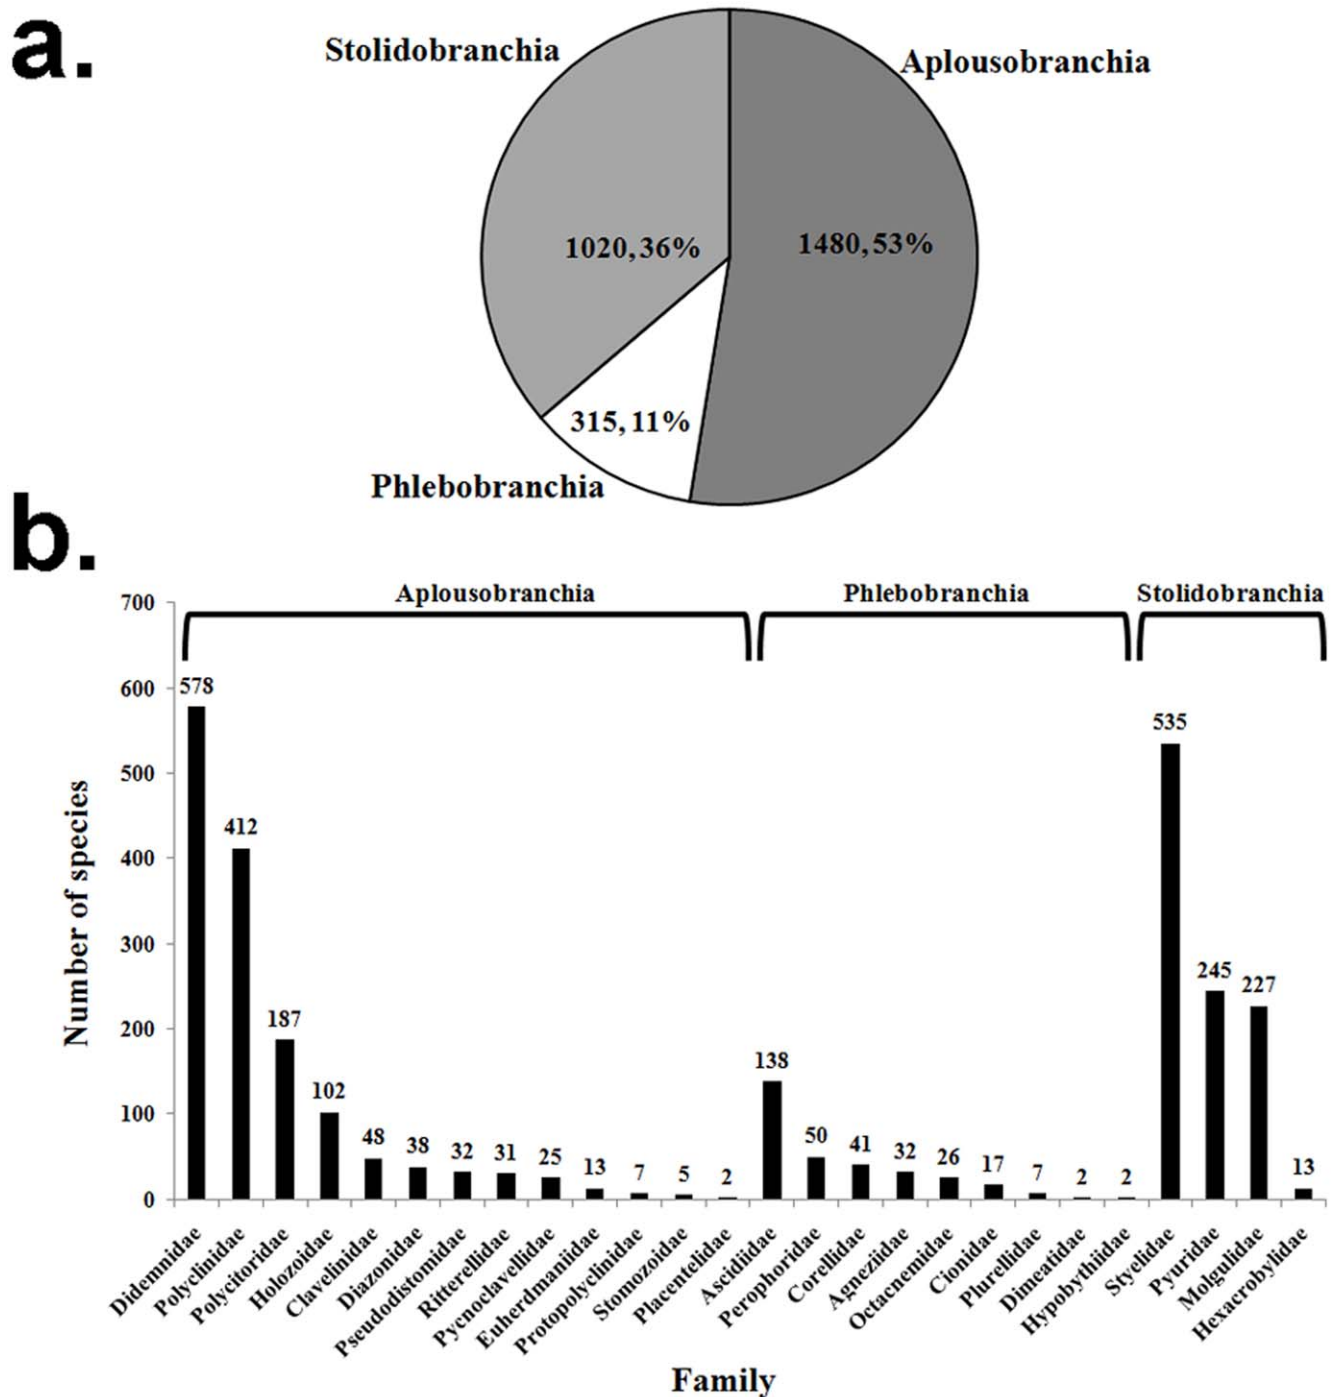 a.
Stolidobranchia
Aplousobranchia
1020, 36%
1480, 53%
315, 11%
Phlebobranchia
b.
Aplousobranchia Phlebobranchia Stolidobranchia
700
600
500
400
300
200
100
0
Number of species
578
412
187
102
48
38
32
31
25
13
7
5
2
138
50
41
32
26
17
7
2
2
535
245
227
13
Didemnidae
Polyclinidae
Polycitoridae
Holozoidae
Clavelinidae
Diazonidae
Pseudodistomidae
Ritterellidae
Pycnoclavellidae
Euherdmaniidae
Protopolyclinidae
Stomozoidae
Placentelidae
Ascidiidae
Perophoridae
Corellidae
Agneziidae
Octacnemidae
Cionidae
Plurellidae
Dimeatidae
Hypobythiidae
Styelidae
Pyuridae
Molgulidae
Hexacrobylidae
Family